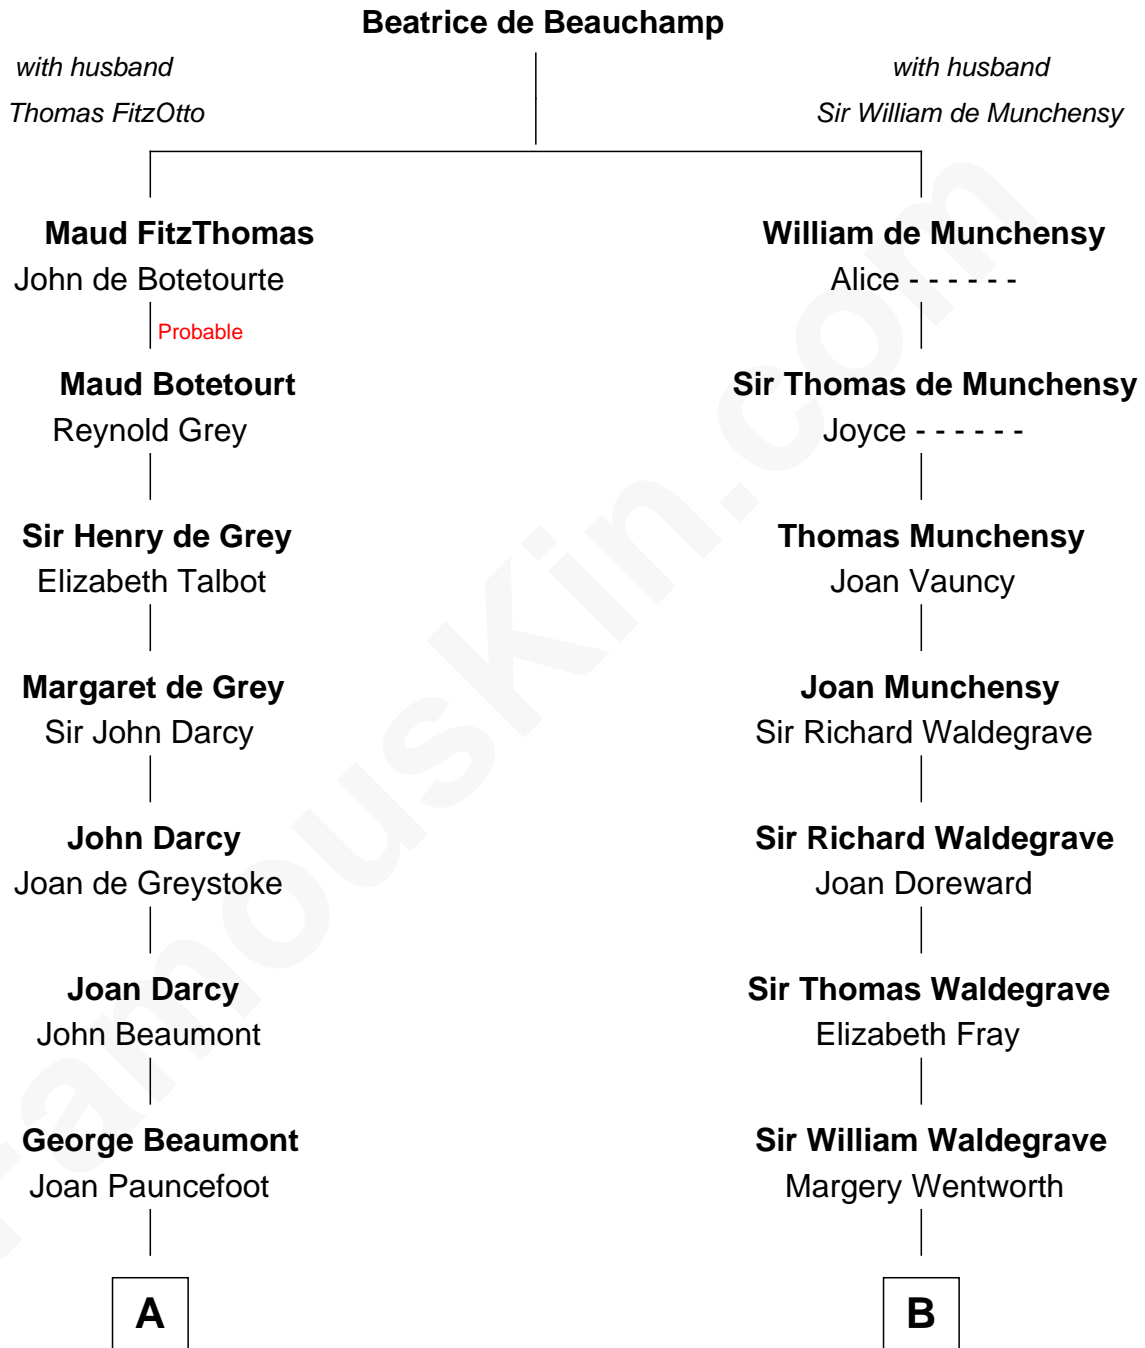 Beatrice de Beauchamp
with husband
Thomas FitzOtto
with husband
Sir William de Munchensy
Maud FitzThomas
John de Botetourte
William de Munchensy
Alice - - - - - -
Probable
Maud Botetourt
Reynold Grey
Sir Thomas de Munchensy
Joyce - - - - - -
Sir Henry de Grey
Elizabeth Talbot
Thomas Munchensy
Joan Vauncy
Margaret de Grey
Sir John Darcy
Joan Munchensy
Sir Richard Waldegrave
John Darcy
Joan de Greystoke
Sir Richard Waldegrave
Joan Doreward
Joan Darcy
John Beaumont
Sir Thomas Waldegrave
Elizabeth Fray
George Beaumont
Joan Pauncefoot
Sir William Waldegrave
Margery Wentworth
A
B
FamousKin.com